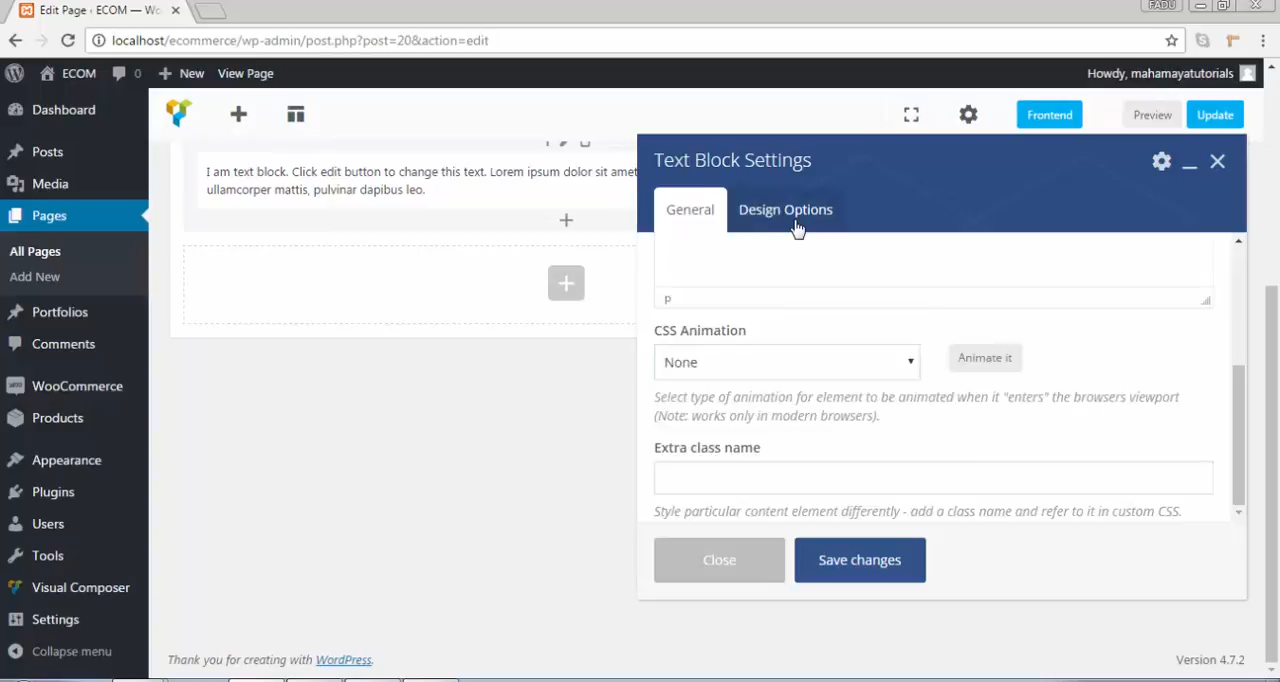 Edit Page ‹ ECOM — Wo
FADU
localhost/ecommerce/wp-admin/post.php?post=20&action=edit
ECOM
0
New
View Page
Howdy, mahamayatutorials
Dashboard
Posts
Media
Pages
All Pages
Add New
Portfolios
Comments
WooCommerce
Products
Appearance
Plugins
Users
Tools
Visual Composer
Settings
Collapse menu
Frontend
Preview
Update
I am text block. Click edit button to change this text. Lorem ipsum dolor sit amet
ullamcorper mattis, pulvinar dapibus leo.
Text Block Settings
General
Design Options
p
CSS Animation
None
Animate it
Select type of animation for element to be animated when it "enters" the browsers viewport
(Note: works only in modern browsers).
Extra class name
Style particular content element differently - add a class name and refer to it in custom CSS.
Close
Save changes
Thank you for creating with WordPress.
Version 4.7.2